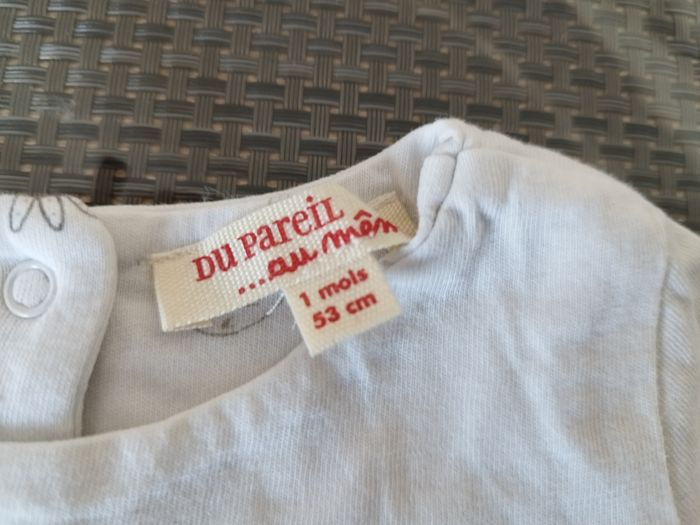 DU PAREIL
...au mêm
1 mois
53 cm